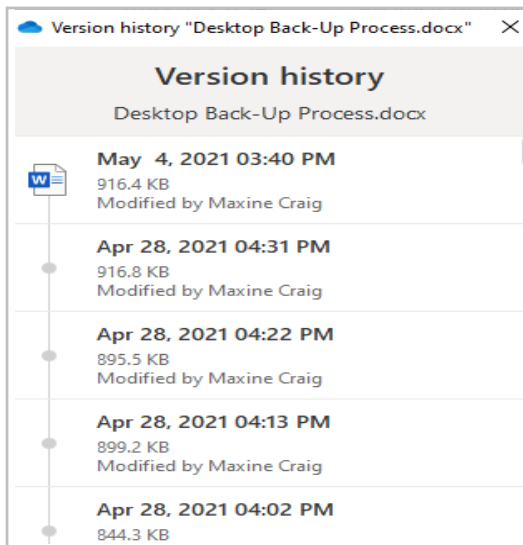 Version history "Desktop Back-Up Process.docx"
Version history
Desktop Back-Up Process.docx
W
May 4, 2021 03:40 PM
916.4 KB
Modified by Maxine Craig
Apr 28, 2021 04:31 PM
916.8 KB
Modified by Maxine Craig
Apr 28, 2021 04:22 PM
895.5 KB
Modified by Maxine Craig
Apr 28, 2021 04:13 PM
899.2 KB
Modified by Maxine Craig
Apr 28, 2021 04:02 PM
844.3 KB